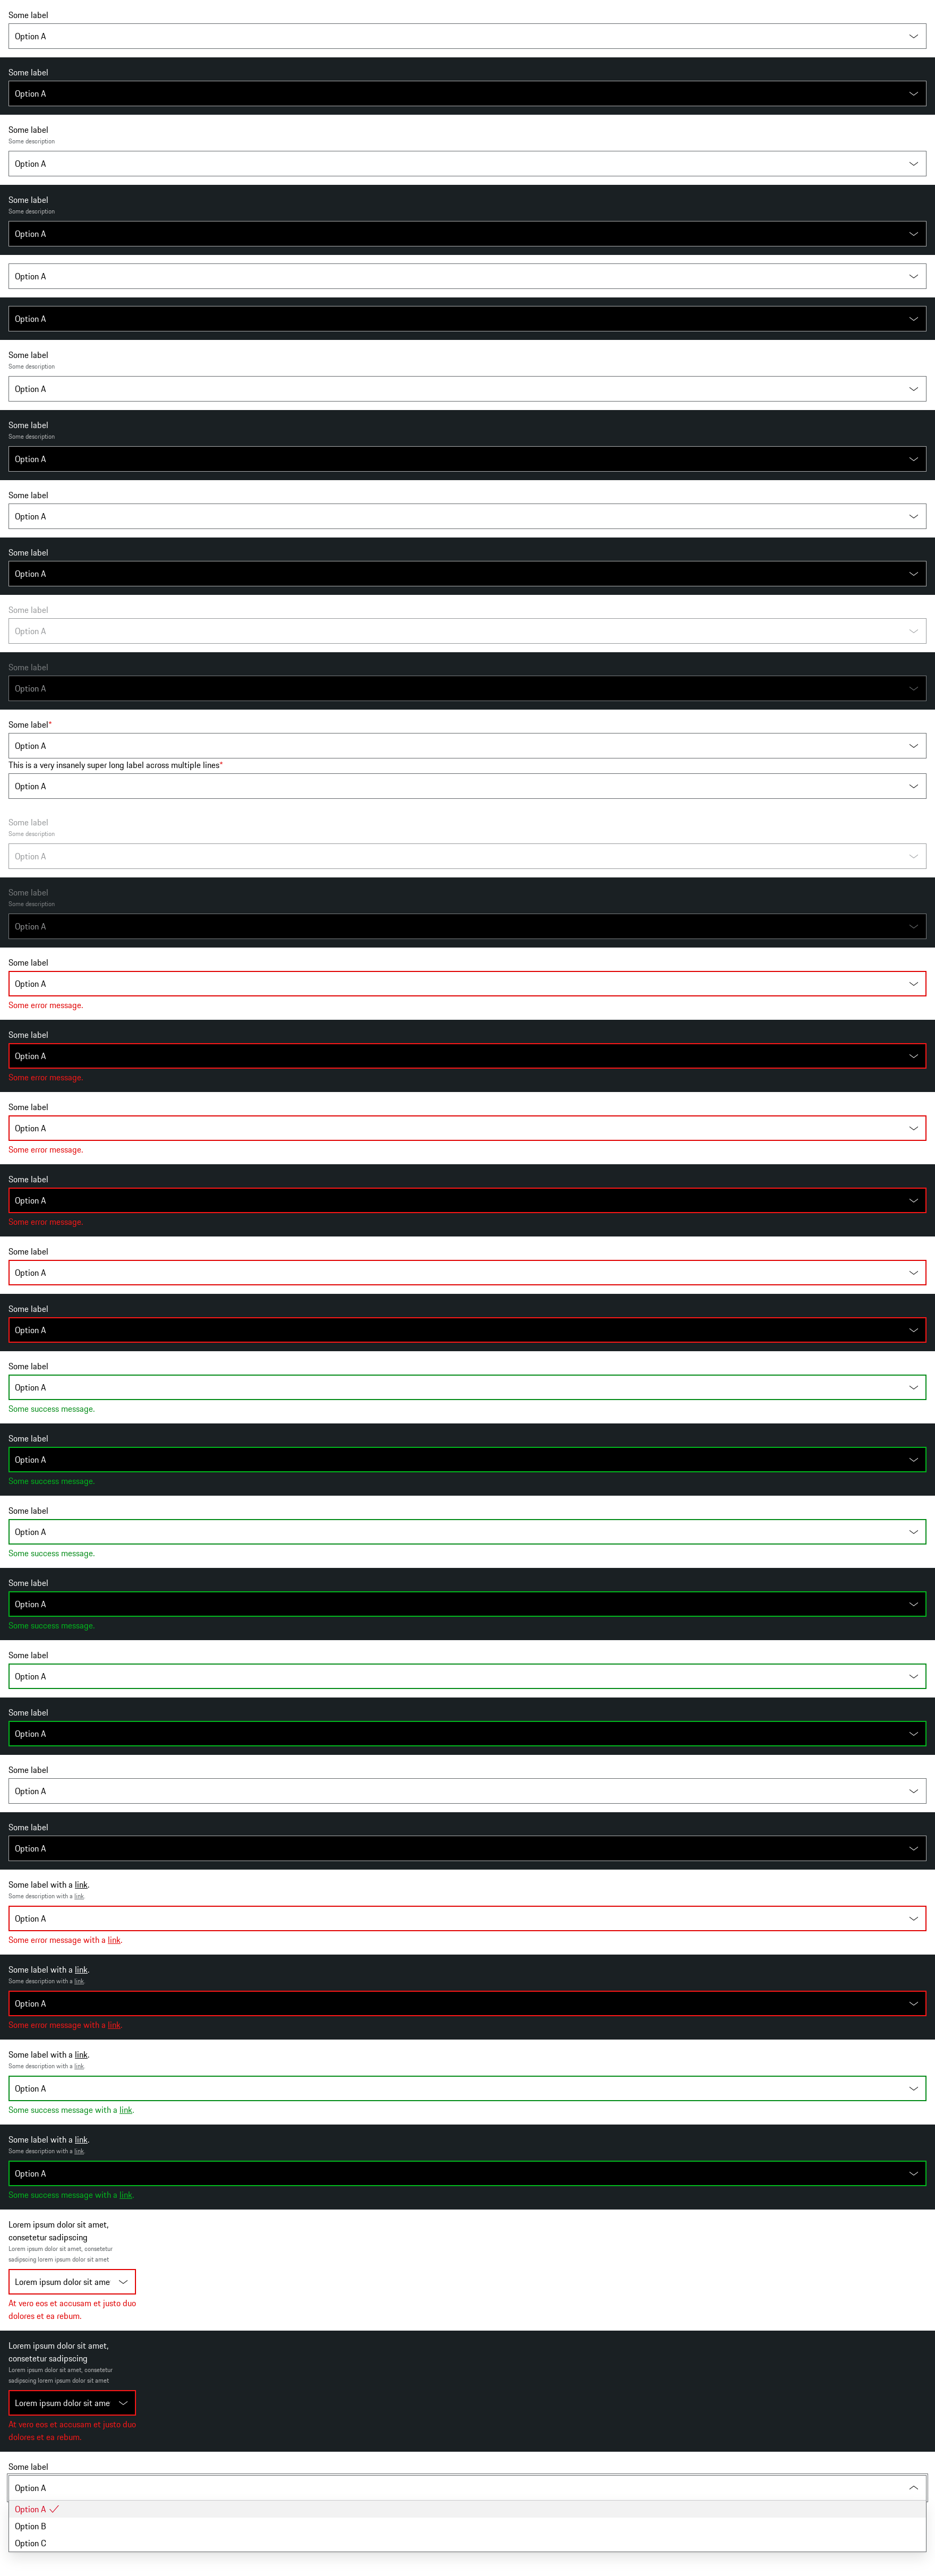 Some label
Option A
Some label
Option A
Some label
Some description
Option A
Some label
Some description
Option A
Option A
Option A
Some label
Some description
Option A
Some label
Some description
Option A
Some label
Option A
Some label
Option A
Some label
Option A
Some label
Option A
Some label*
Option A
This is a very insanely super long label across multiple lines*
Option A
Some label
Some description
Option A
Some label
Some description
Option A
Some label
Option A
Some error message.
Some label
Option A
Some error message.
Some label
Option A
Some error message.
Some label
Option A
Some error message.
Some label
Option A
Some label
Option A
Some label
Option A
Some success message.
Some label
Option A
Some success message.
Some label
Option A
Some success message.
Some label
Option A
Some success message.
Some label
Option A
Some label
Option A
Some label
Option A
Some label
Option A
Some label with a link.
Some description with a link.
Option A
Some error message with a link.
Some label with a link.
Some description with a link.
Option A
Some error message with a link.
Some label with a link.
Some description with a link.
Option A
Some success message with a link.
Some label with a link.
Some description with a link.
Option A
Some success message with a link.
Lorem ipsum dolor sit amet,
consetetur sadipscing
Lorem ipsum dolor sit amet, consetetur
sadipscing lorem ipsum dolor sit amet
Lorem ipsum dolor sit ame
At vero eos et accusam et justo duo
dolores et ea rebum.
Lorem ipsum dolor sit amet,
consetetur sadipscing
Lorem ipsum dolor sit amet, consetetur
sadipscing lorem ipsum dolor sit amet
Lorem ipsum dolor sit ame
At vero eos et accusam et justo duo
dolores et ea rebum.
Some label
Option A
Option A
Option B
Option C